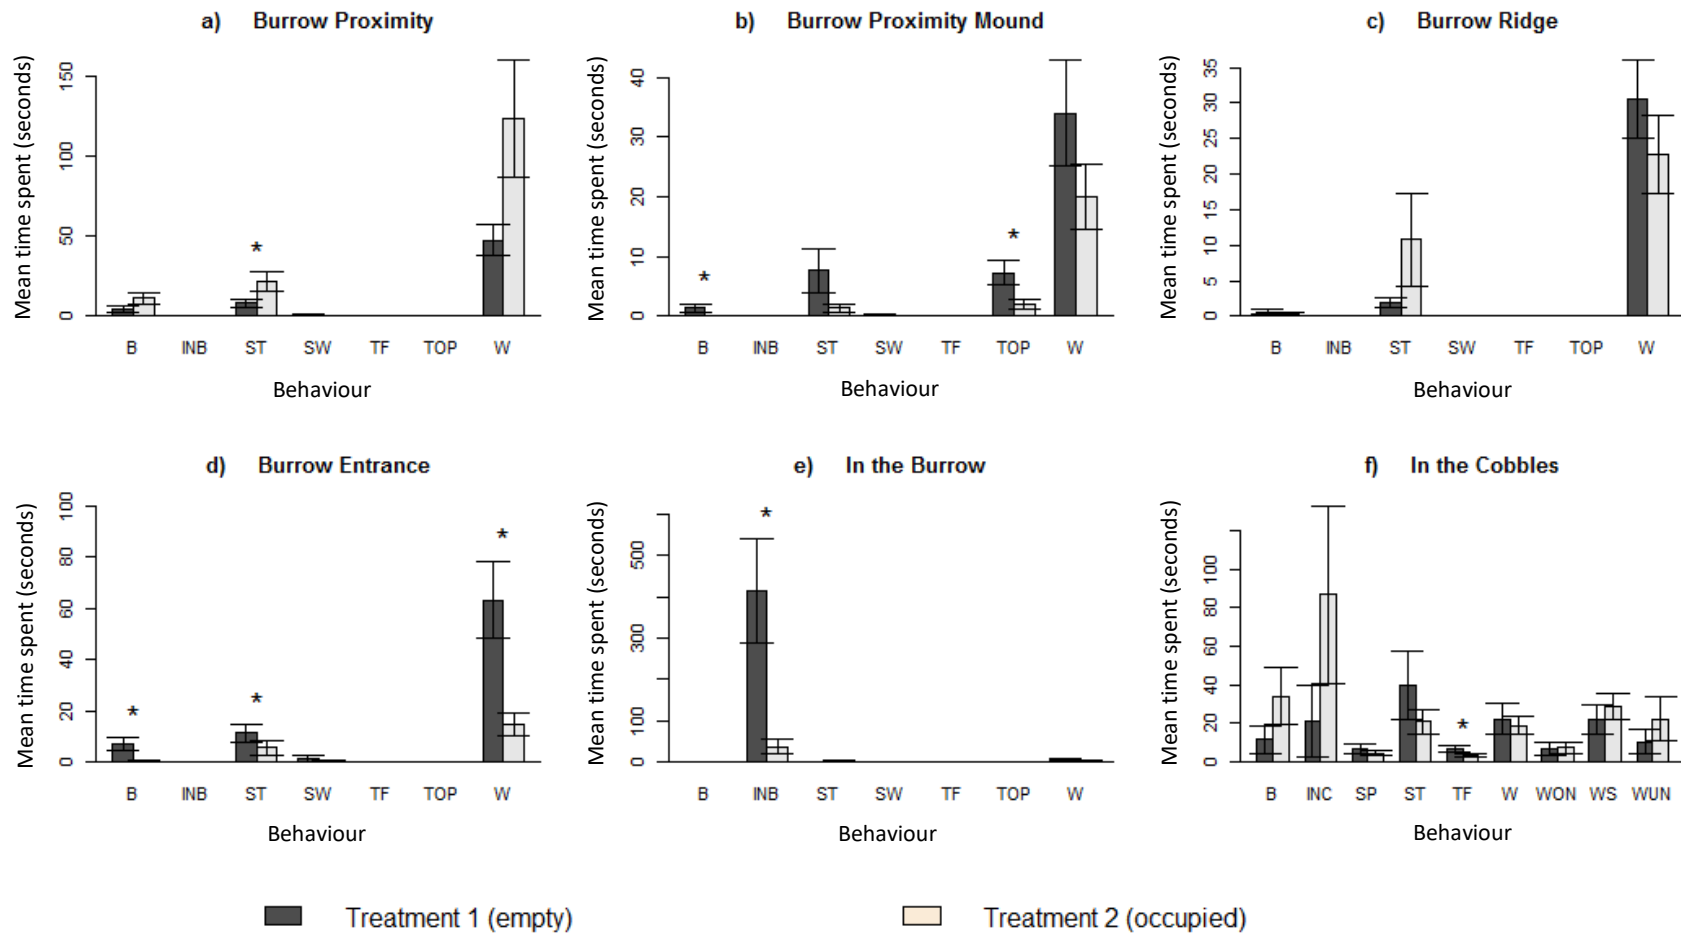 a) Burrow Proximity
Mean time spent (seconds)
150
100
50
0
*
B INB ST SW TF TOP W
Behaviour
b) Burrow Proximity Mound
Mean time spent (seconds)
40
30
20
10
0
* *
B INB ST SW TF TOP W
Behaviour
c) Burrow Ridge
Mean time spent (seconds)
35
30
25
20
15
10
5
0
B INB ST SW TF TOP W
Behaviour
d) Burrow Entrance
Mean time spent (seconds)
100
80
60
40
20
0
* * *
B INB ST SW TF TOP W
Behaviour
e) In the Burrow
Mean time spent (seconds)
500
300
100
0
*
B INB ST SW TF TOP W
Behaviour
f) In the Cobbles
Mean time spent (seconds)
100
80
60
40
20
0
*
B INC SP ST TF W WON WS WUN
Behaviour
Treatment 1 (empty)
Treatment 2 (occupied)